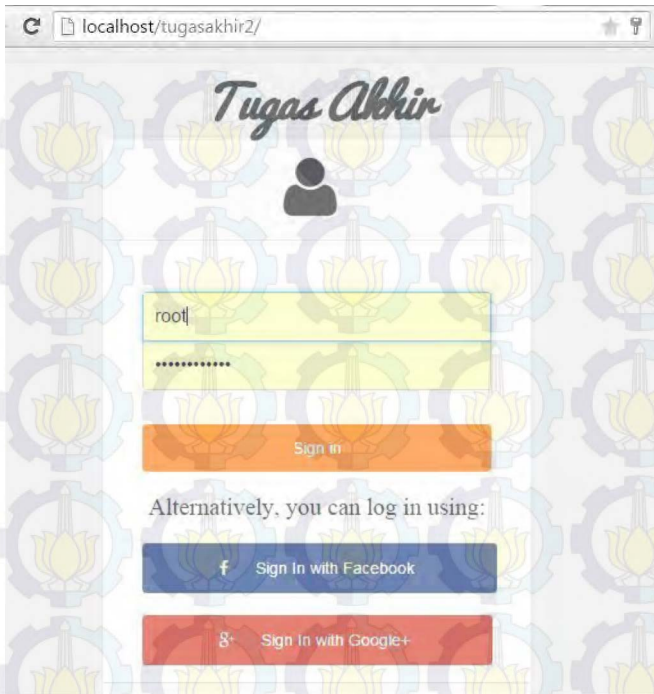 localhost/tugasakhir2/
Tugas Akhir
root
••••••••••••
Sign in
Alternatively, you can log in using:
f Sign In with Facebook
g+ Sign In with Google+